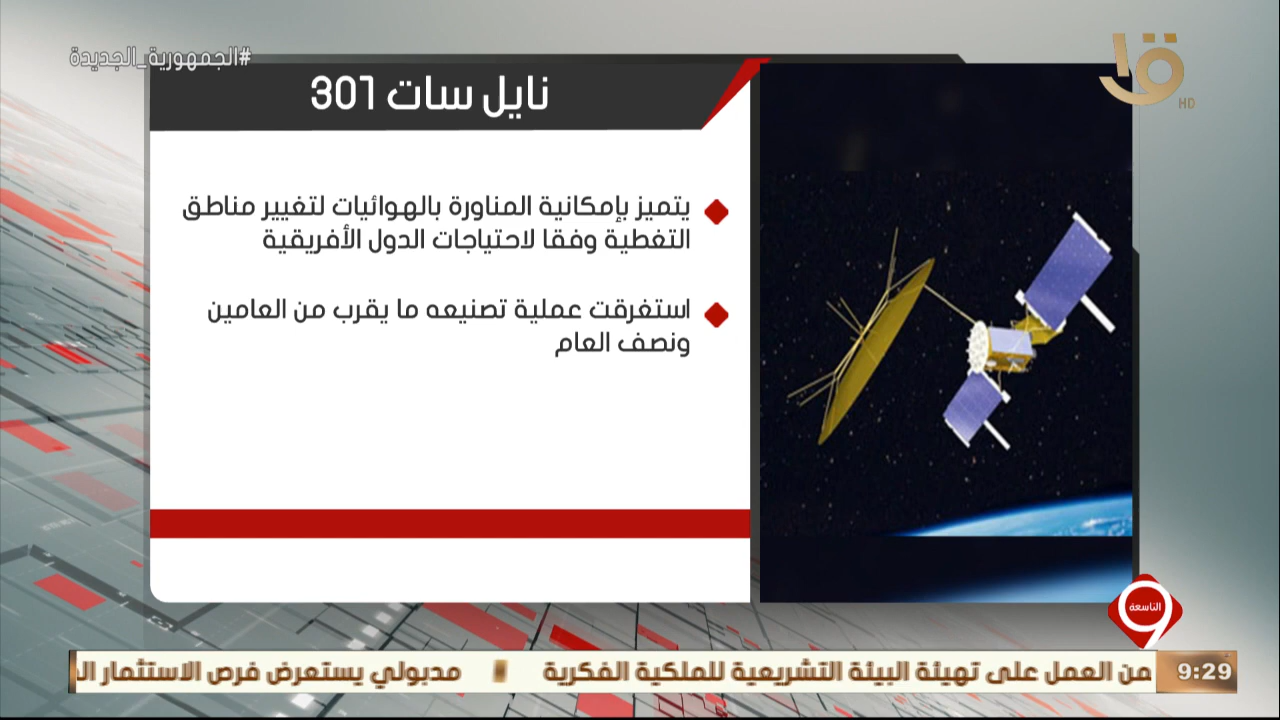 #الجمهورية_الجديدة
نايل سات 301
يتميز بإمكانية المناورة بالهوائيات لتغيير مناطق
التغطية وفقا لاحتياجات الدول الأفريقية
استغرقت عملية تصنيعه ما يقرب من العامين
ونصف العام
HD
التاسعة
9
9:29
من العمل على تهيئة البيئة التشريعية للملكية الفكرية
مدبولي يستعرض فرص الاستثمار ال